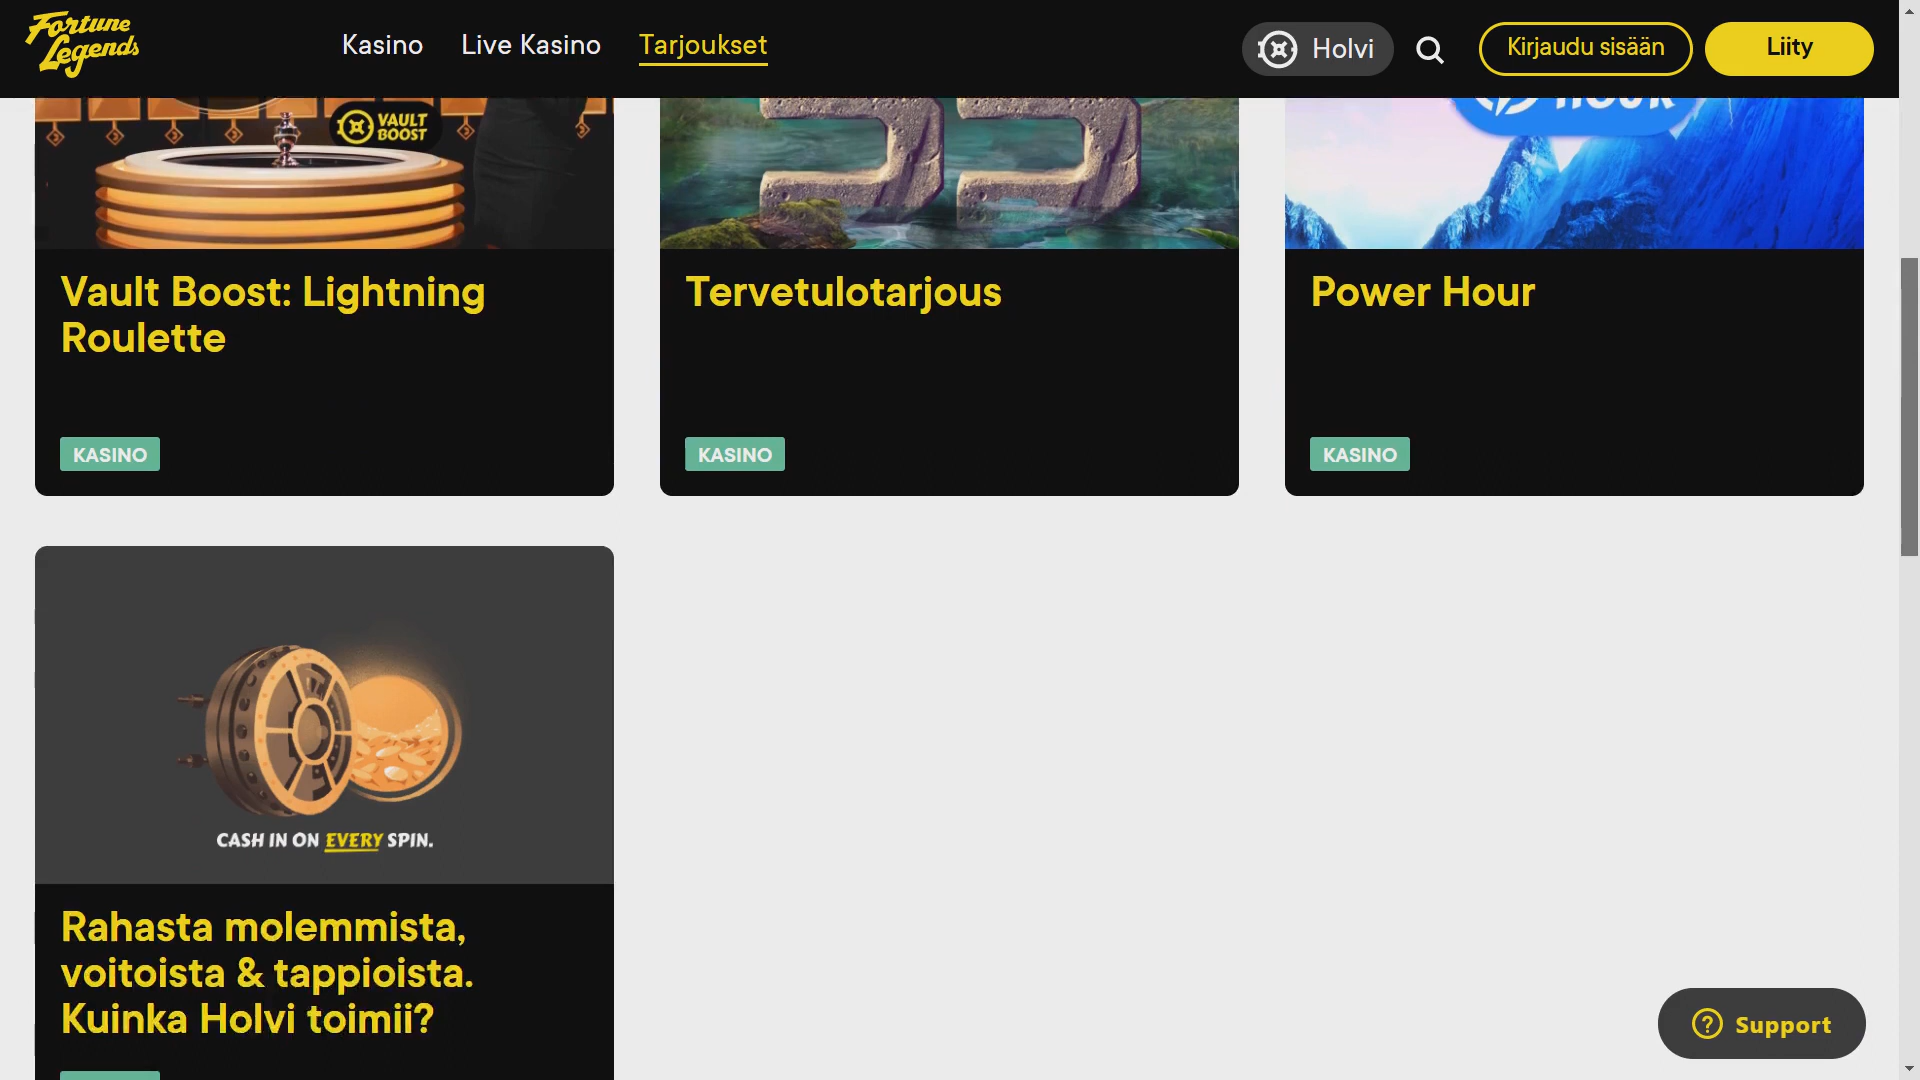 Fortune
Legends
Kasino
Live Kasino
Tarjoukset
Holvi
Kirjaudu sisään
Liity
VAULT
BOOST
Vault Boost: Lightning
Roulette
KASINO
Tervetulotarjous
KASINO
Power Hour
KASINO
CASH IN ON EVERY SPIN.
Rahasta molemmista,
voitoista & tappioista.
Kuinka Holvi toimii?
Support